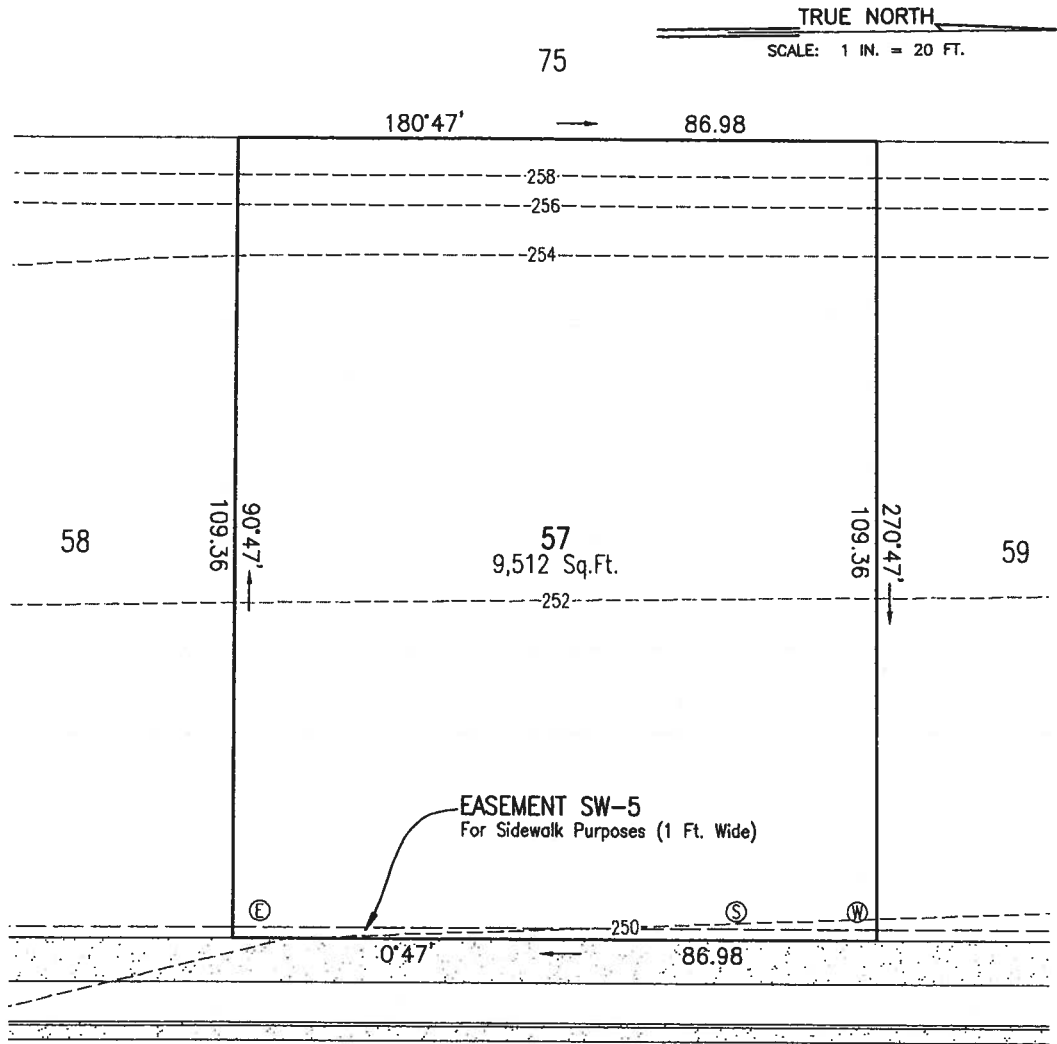 TRUE NORTH
SCALE: 1 IN. = 20 FT.
75
180°47' 86.98
258
256
254
58
109.36
90°47'
57
9,512 Sq.Ft.
270°47'
109.36
59
252
EASEMENT SW-5
For Sidewalk Purposes (1 Ft. Wide)
E
S
W
250
0°47' 86.98